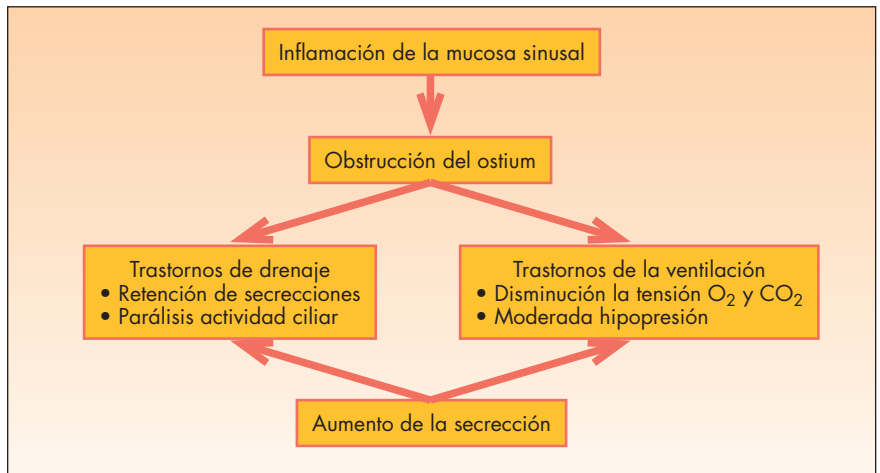 Inflamación de la mucosa sinusal
Obstrucción del ostium
Trastornos de drenaje
• Retención de secrecciones
• Parálisis actividad ciliar
Trastornos de la ventilación
• Disminución la tensión O₂ y CO₂
• Moderada hipopresión
Aumento de la secrección